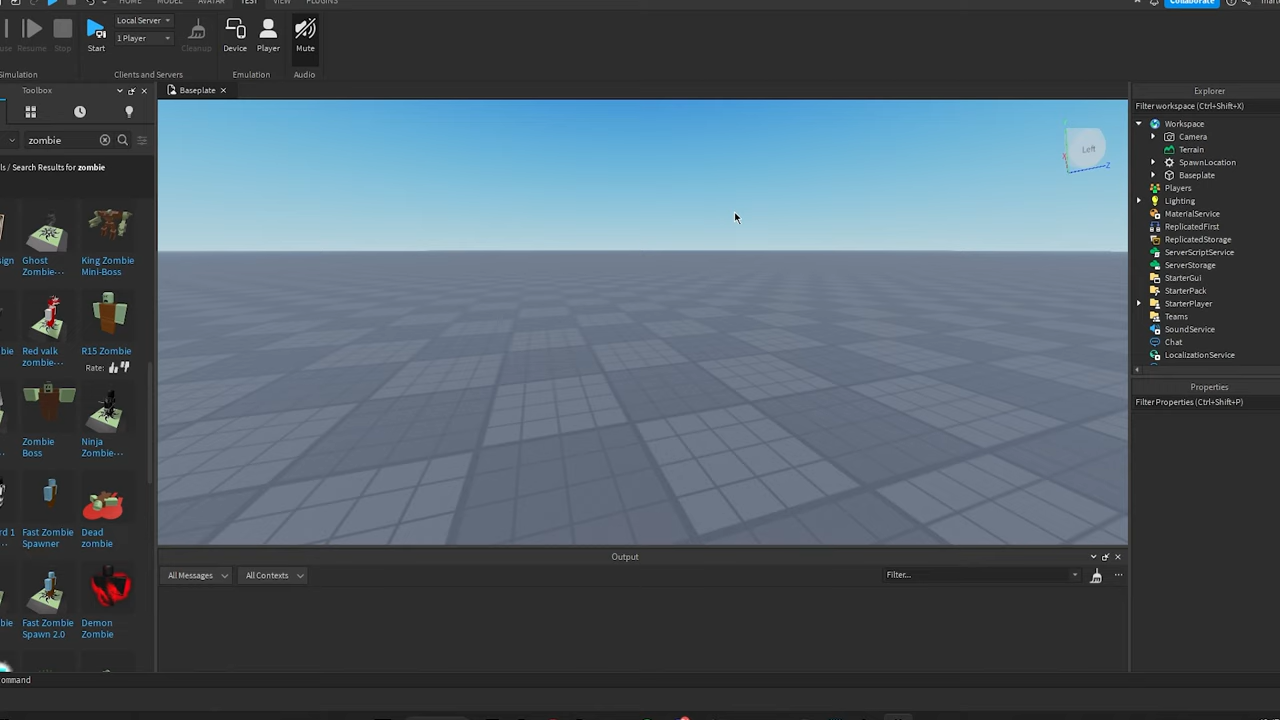 HOME MODEL AVATAR TEST VIEW PLUGINS
Collaborate
Resume Stop
Start
Local Server
1 Player
Cleanup
Device Player
Mute
Clients and Servers
Emulation
Audio
Toolbox
zombie
Search Results for zombie
Ghost
Zombie-··
King Zombie
Mini-Boss
Red valk
zombie-··
R15 Zombie
Rate:
Zombie
Boss
Ninja
Zombie-··
Fast Zombie
Spawner
Dead
zombie
Fast Zombie
Spawn 2.0
Demon
Zombie
Baseplate
Left
Z
Output
All Messages
All Contexts
Filter...
Explorer
Filter workspace (Ctrl+Shift+X)
Workspace
Camera
Terrain
SpawnLocation
Baseplate
Players
Lighting
MaterialService
ReplicatedFirst
ReplicatedStorage
ServerScriptService
ServerStorage
StarterGui
StarterPack
StarterPlayer
Teams
SoundService
Chat
LocalizationService
Properties
Filter Properties (Ctrl+Shift+P)
ommand